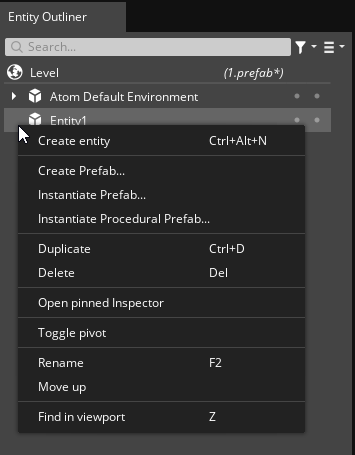 Entity Outliner
Search...
Level (1.prefab*)
Atom Default Environment
Entity1
Create entity Ctrl+Alt+N
Create Prefab...
Instantiate Prefab...
Instantiate Procedural Prefab...
Duplicate Ctrl+D
Delete Del
Open pinned Inspector
Toggle pivot
Rename F2
Move up
Find in viewport Z